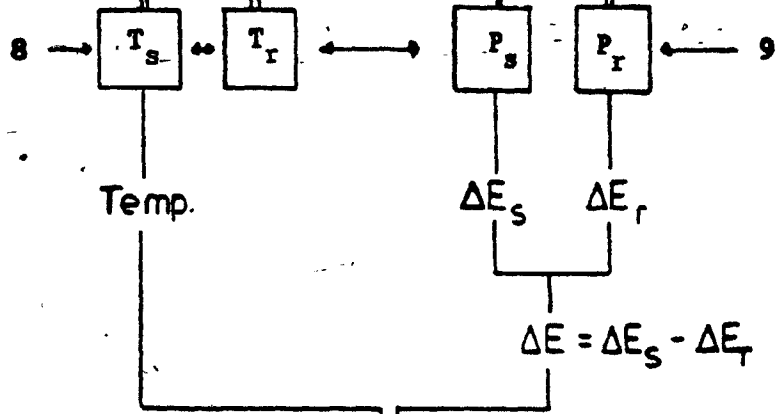 8 T_s T_r P_s P_r 9
Temp. ΔE_s ΔE_r
ΔE = ΔE_s - ΔE_r